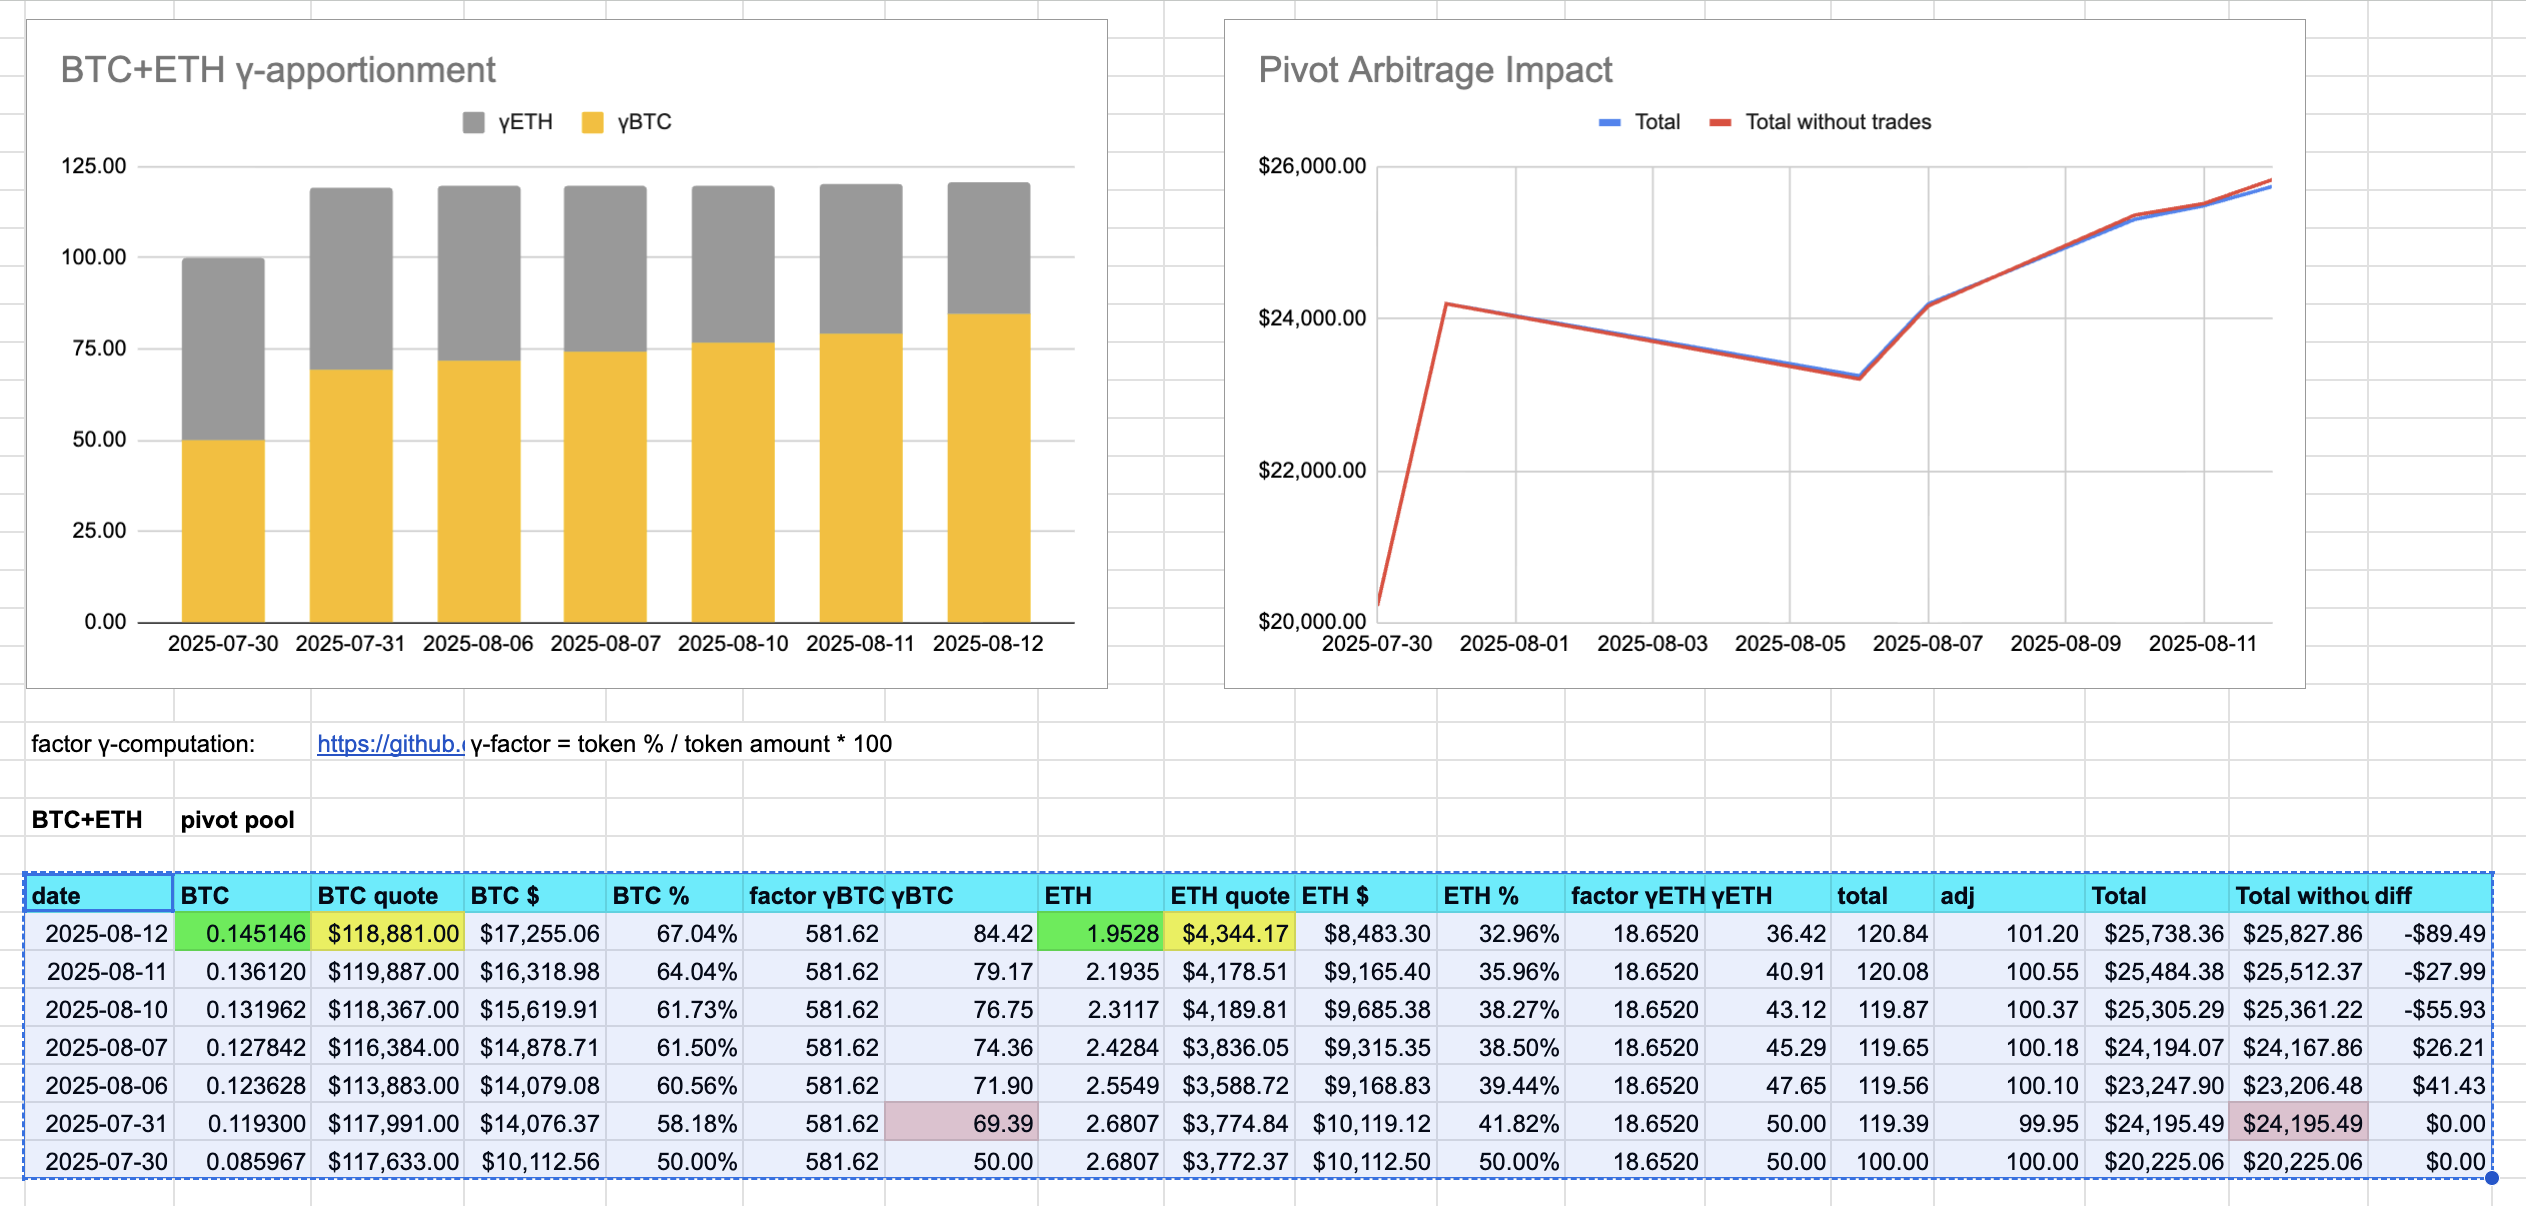 BTC+ETH γ-apportionment
γETH γBTC
125.00
100.00
75.00
50.00
25.00
0.00
2025-07-30 2025-07-31 2025-08-06 2025-08-07 2025-08-10 2025-08-11 2025-08-12
Pivot Arbitrage Impact
Total Total without trades
$26,000.00
$24,000.00
$22,000.00
$20,000.00
2025-07-30 2025-08-01 2025-08-03 2025-08-05 2025-08-07 2025-08-09 2025-08-11
factor γ-computation: https://github. γ-factor = token % / token amount * 100
BTC+ETH pivot pool
date BTC BTC quote BTC $ BTC % factor γBTC γBTC ETH ETH quote ETH $ ETH % factor γETH γETH total adj Total Total withou diff
2025-08-12 0.145146 $118,881.00 $17,255.06 67.04% 581.62 84.42 1.9528 $4,344.17 $8,483.30 32.96% 18.6520 36.42 120.84 101.20 $25,738.36 $25,827.86 -$89.49
2025-08-11 0.136120 $119,887.00 $16,318.98 64.04% 581.62 79.17 2.1935 $4,178.51 $9,165.40 35.96% 18.6520 40.91 120.08 100.55 $25,484.38 $25,512.37 -$27.99
2025-08-10 0.131962 $118,367.00 $15,619.91 61.73% 581.62 76.75 2.3117 $4,189.81 $9,685.38 38.27% 18.6520 43.12 119.87 100.37 $25,305.29 $25,361.22 -$55.93
2025-08-07 0.127842 $116,384.00 $14,878.71 61.50% 581.62 74.36 2.4284 $3,836.05 $9,315.35 38.50% 18.6520 45.29 119.65 100.18 $24,194.07 $24,167.86 $26.21
2025-08-06 0.123628 $113,883.00 $14,079.08 60.56% 581.62 71.90 2.5549 $3,588.72 $9,168.83 39.44% 18.6520 47.65 119.56 100.10 $23,247.90 $23,206.48 $41.43
2025-07-31 0.119300 $117,991.00 $14,076.37 58.18% 581.62 69.39 2.6807 $3,774.84 $10,119.12 41.82% 18.6520 50.00 119.39 99.95 $24,195.49 $24,195.49 $0.00
2025-07-30 0.085967 $117,633.00 $10,112.56 50.00% 581.62 50.00 2.6807 $3,772.37 $10,112.50 50.00% 18.6520 50.00 100.00 100.00 $20,225.06 $20,225.06 $0.00